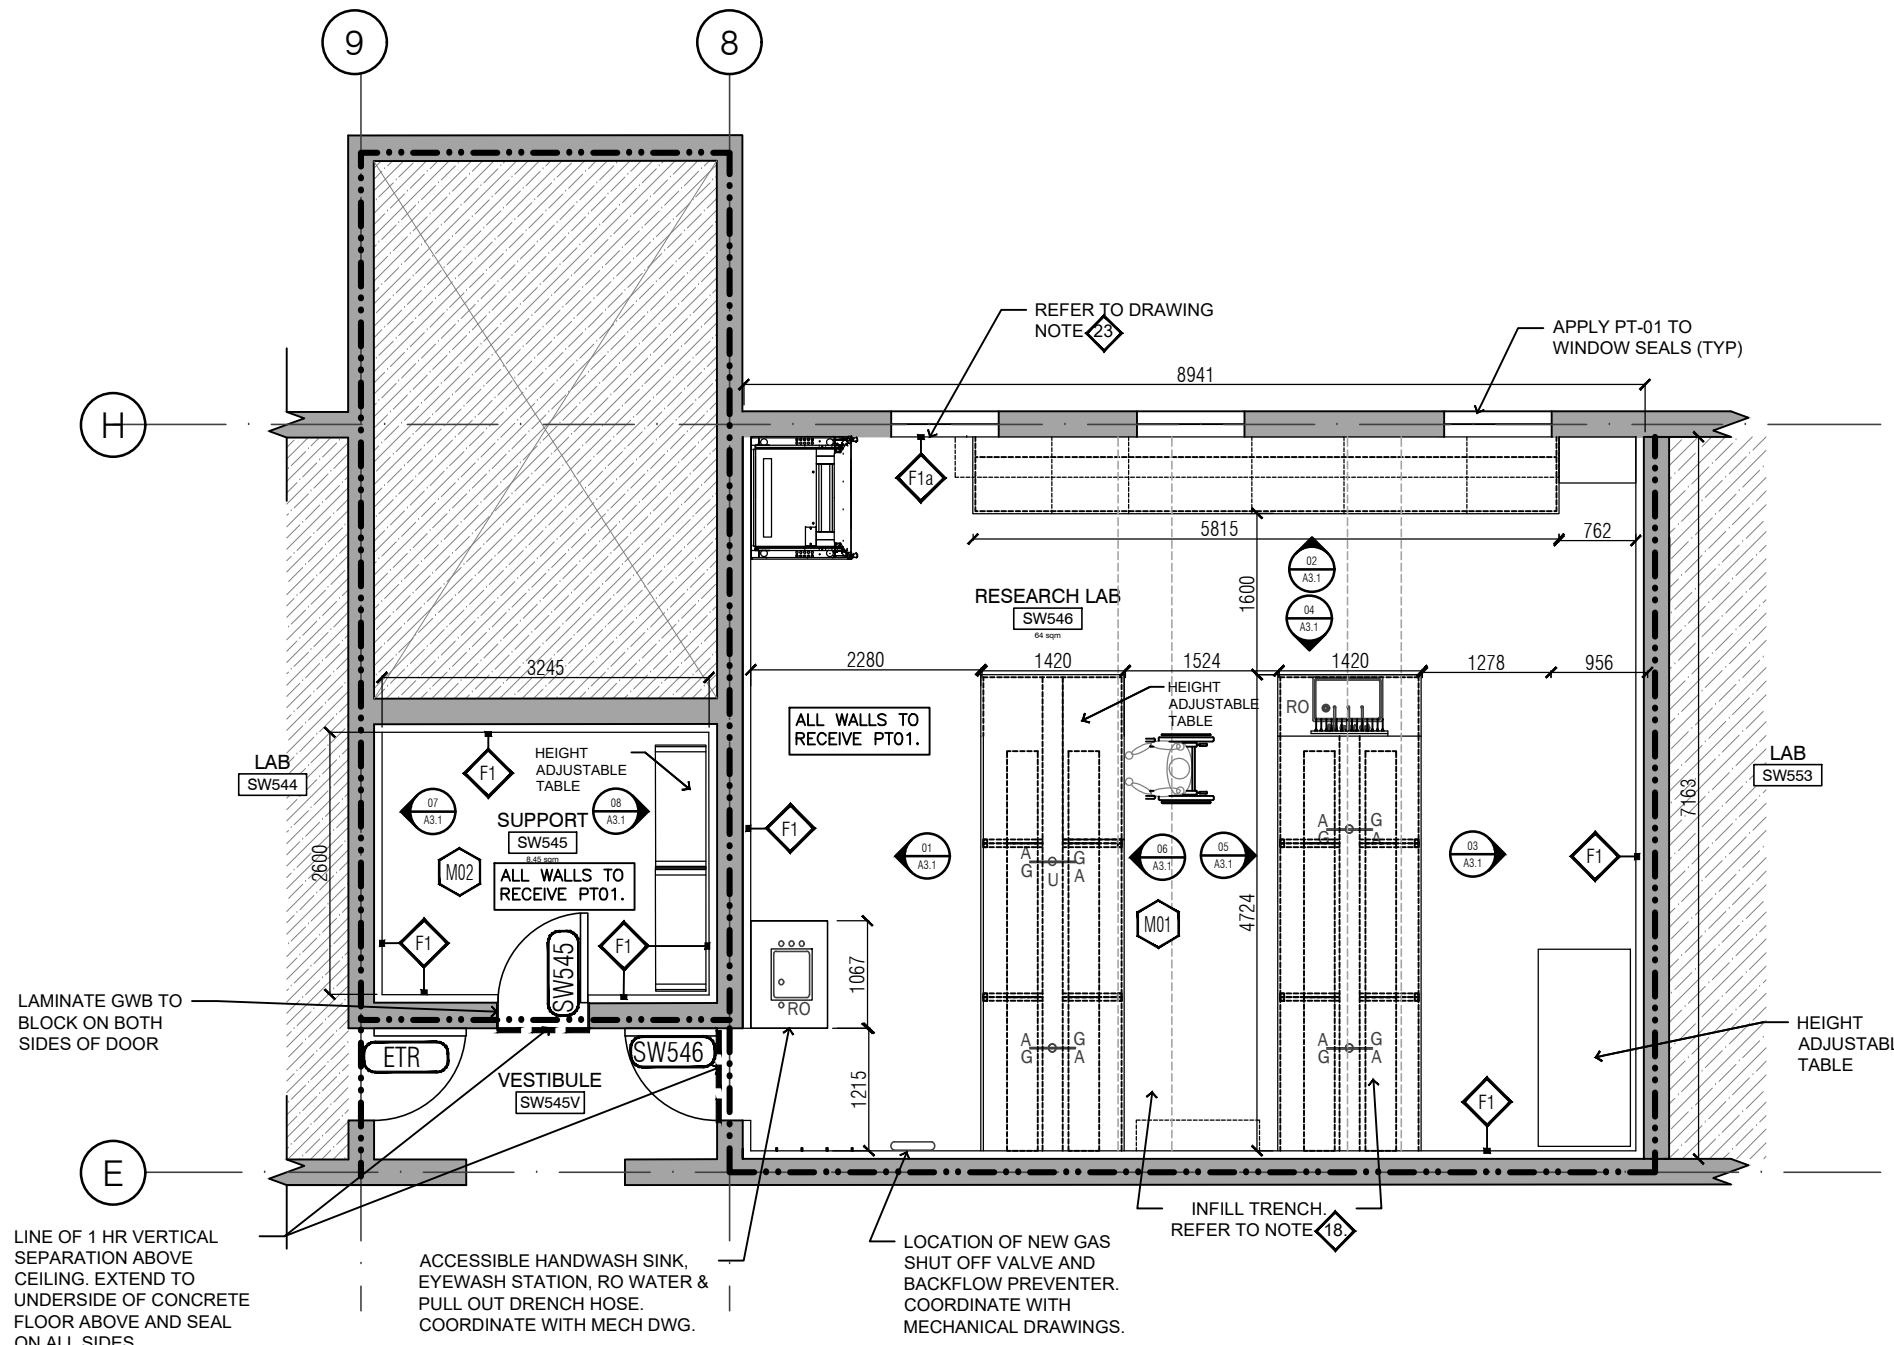 9
8
H
E
REFER TO DRAWING
NOTE 23
APPLY PT-01 TO
WINDOW SEALS (TYP)
8941
F1a
5815
762
02
A3.1
04
A3.1
1600
RESEARCH LAB
SW546
64 sqm
3245
2280
1420
1524
1420
1278
956
HEIGHT
ADJUSTABLE
TABLE
RO
ALL WALLS TO
RECEIVE PT01.
LAB
SW544
LAB
SW553
7163
F1
HEIGHT
ADJUSTABLE
TABLE
07
A3.1
08
A3.1
SUPPORT
SW545
8.45 sqm
M02
ALL WALLS TO
RECEIVE PT01.
2600
F1
F1
SW545
F1
01
A3.1
06
A3.1
05
A3.1
03
A3.1
F1
A G
G U A
A G
G A
M01
4724
1067
RO
1215
A G
G A
A G
G A
F1
LAMINATE GWB TO
BLOCK ON BOTH
SIDES OF DOOR
ETR
SW546
VESTIBULE
SW545V
HEIGHT
ADJUSTABL
TABLE
INFILL TRENCH.
REFER TO NOTE 18.
LINE OF 1 HR VERTICAL
SEPARATION ABOVE
CEILING. EXTEND TO
UNDERSIDE OF CONCRETE
FLOOR ABOVE AND SEAL
ON ALL SIDES
ACCESSIBLE HANDWASH SINK,
EYEWASH STATION, RO WATER &
PULL OUT DRENCH HOSE.
COORDINATE WITH MECH DWG.
LOCATION OF NEW GAS
SHUT OFF VALVE AND
BACKFLOW PREVENTER.
COORDINATE WITH
MECHANICAL DRAWINGS.